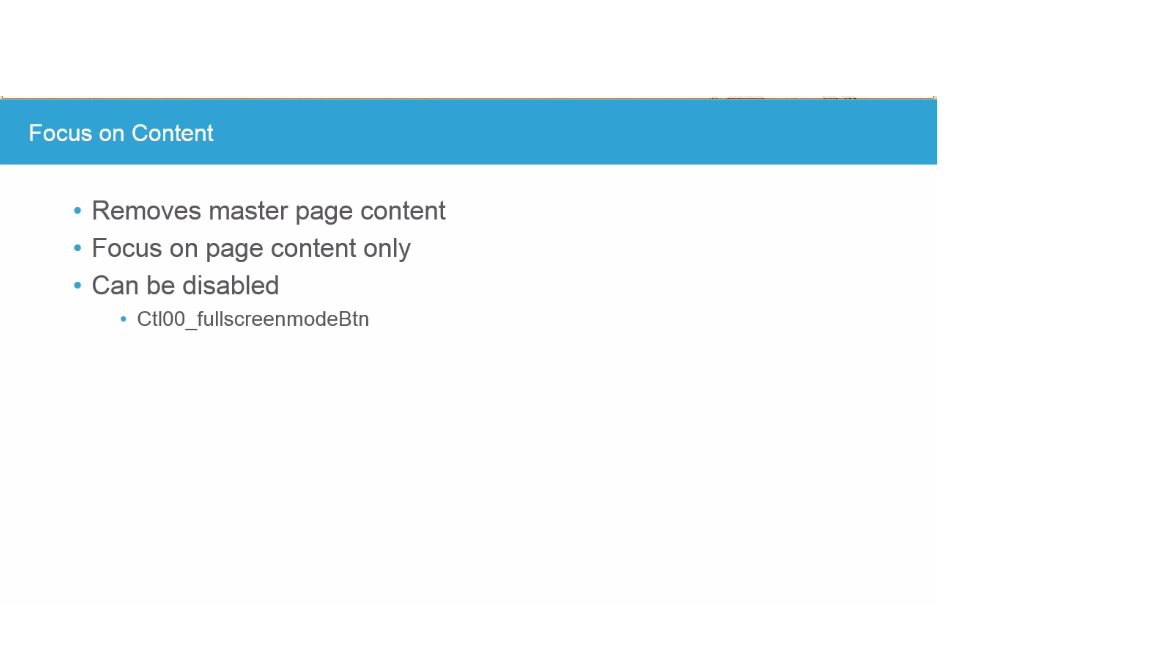 Focus on Content
• Removes master page content
• Focus on page content only
• Can be disabled
• Ctl00_fullscreenmodeBtn